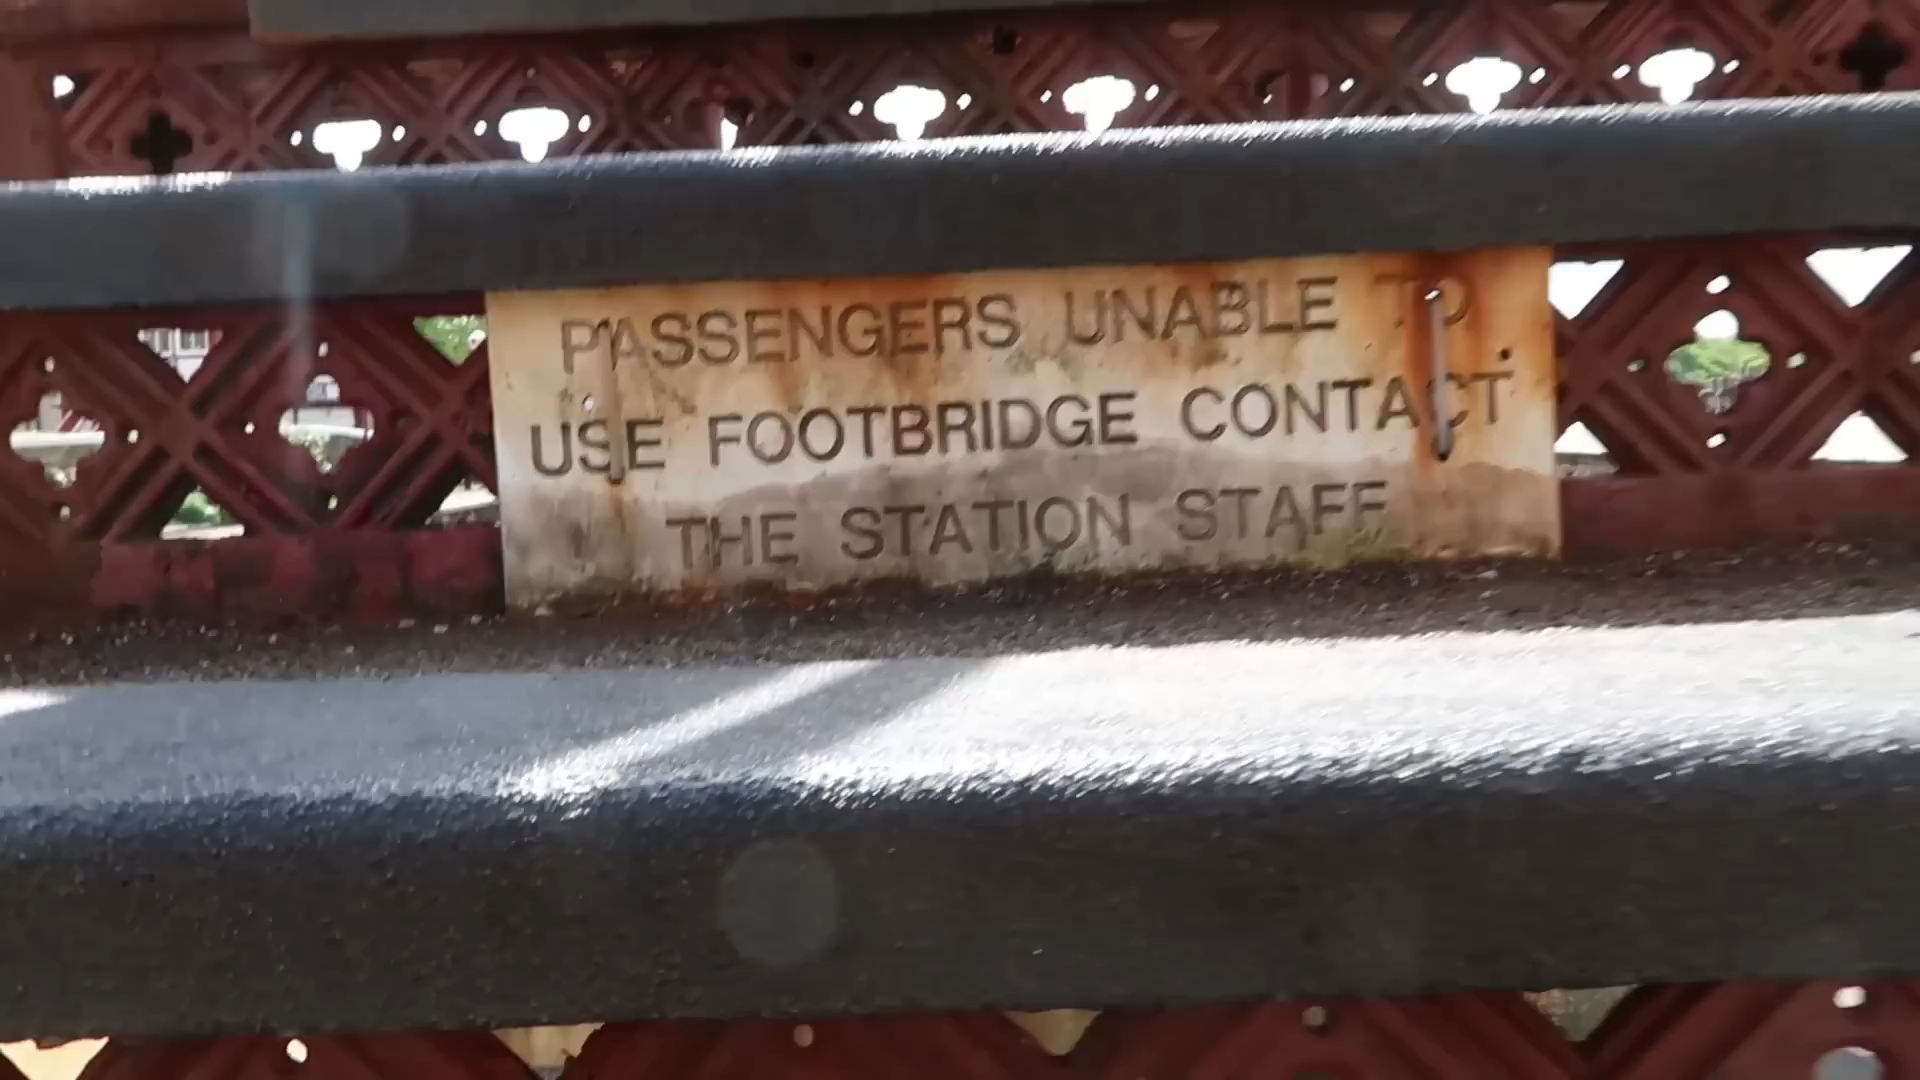 PASSENGERS UNABLE TO
USE FOOTBRIDGE CONTACT
THE STATION STAFF